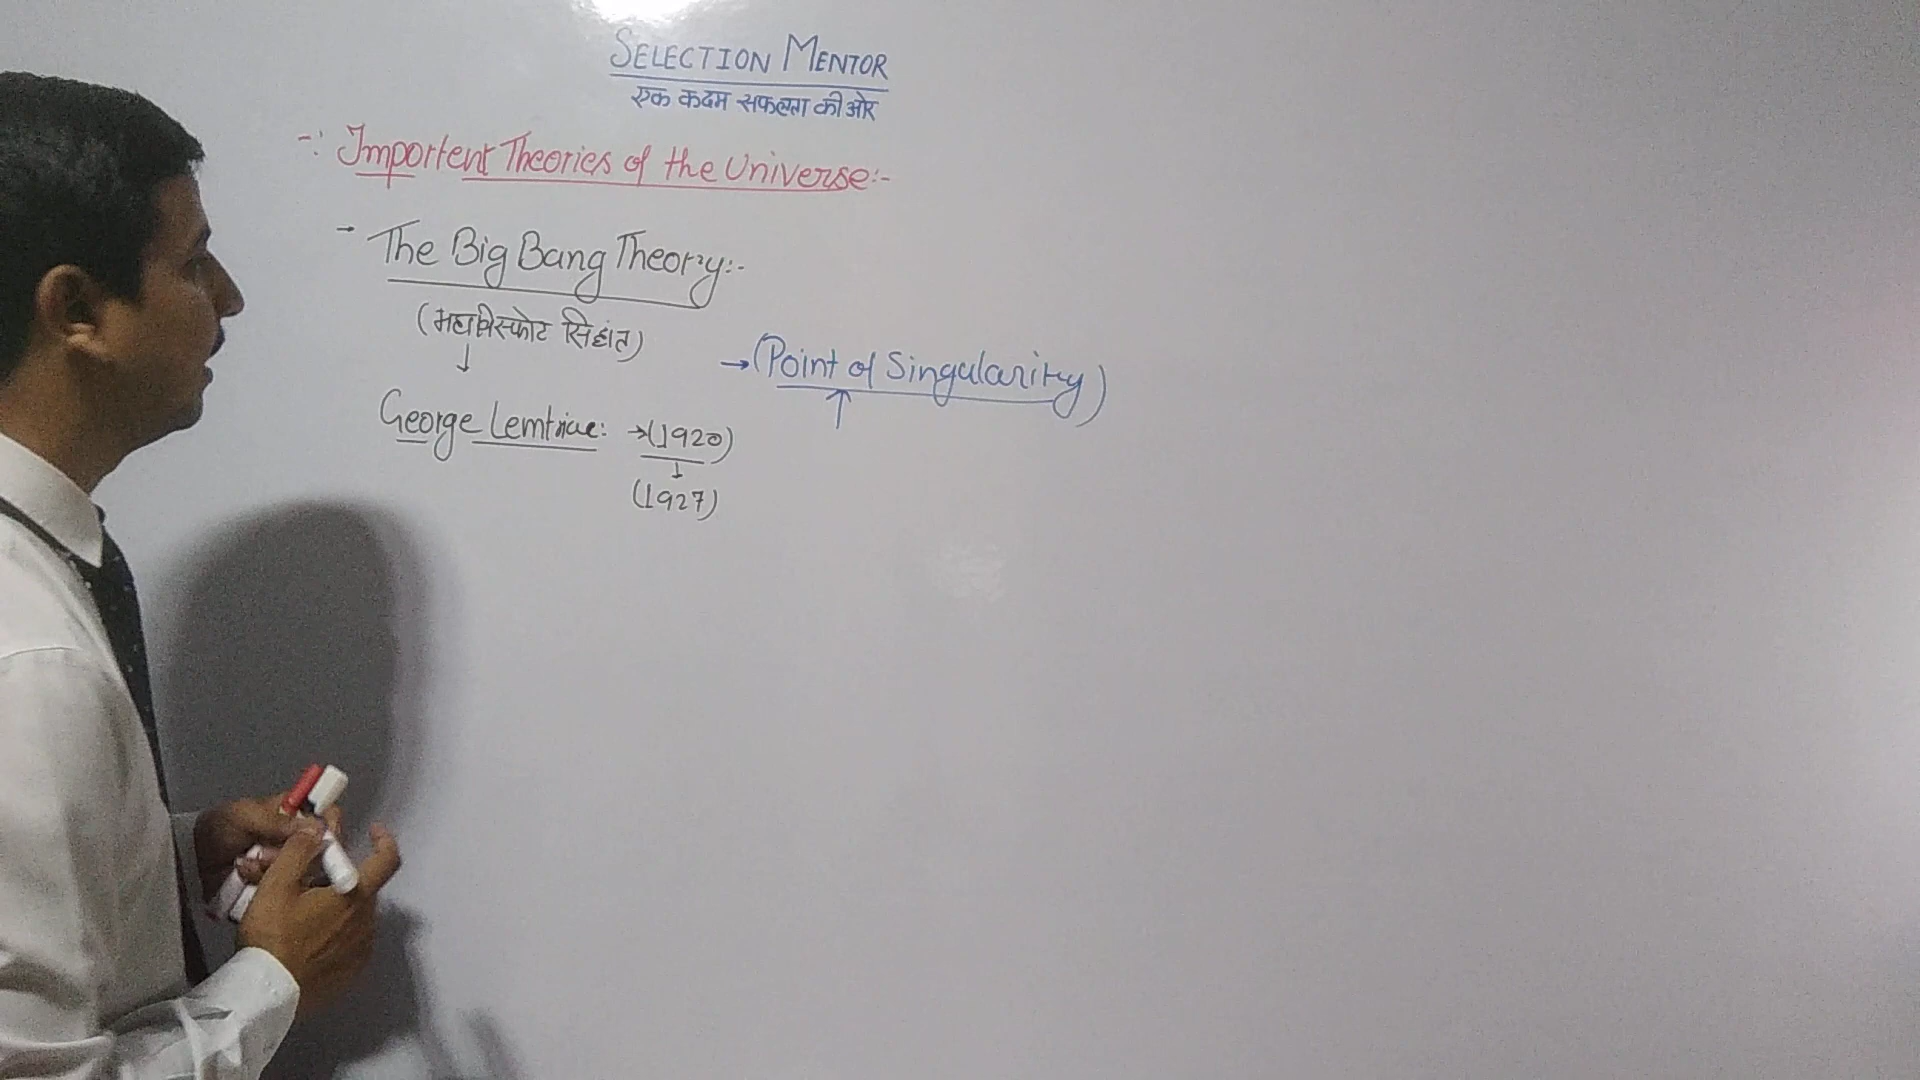 SELECTION MENTOR
एक कदम सफलता की ओर
-: Importent Theories of the Universe:-
- The Big Bang Theory:-
(महाविस्फोट सिद्धांत)
↓
→ (Point of Singularity)
↑
George Lemtriae: → (1920)
↓
(1927)